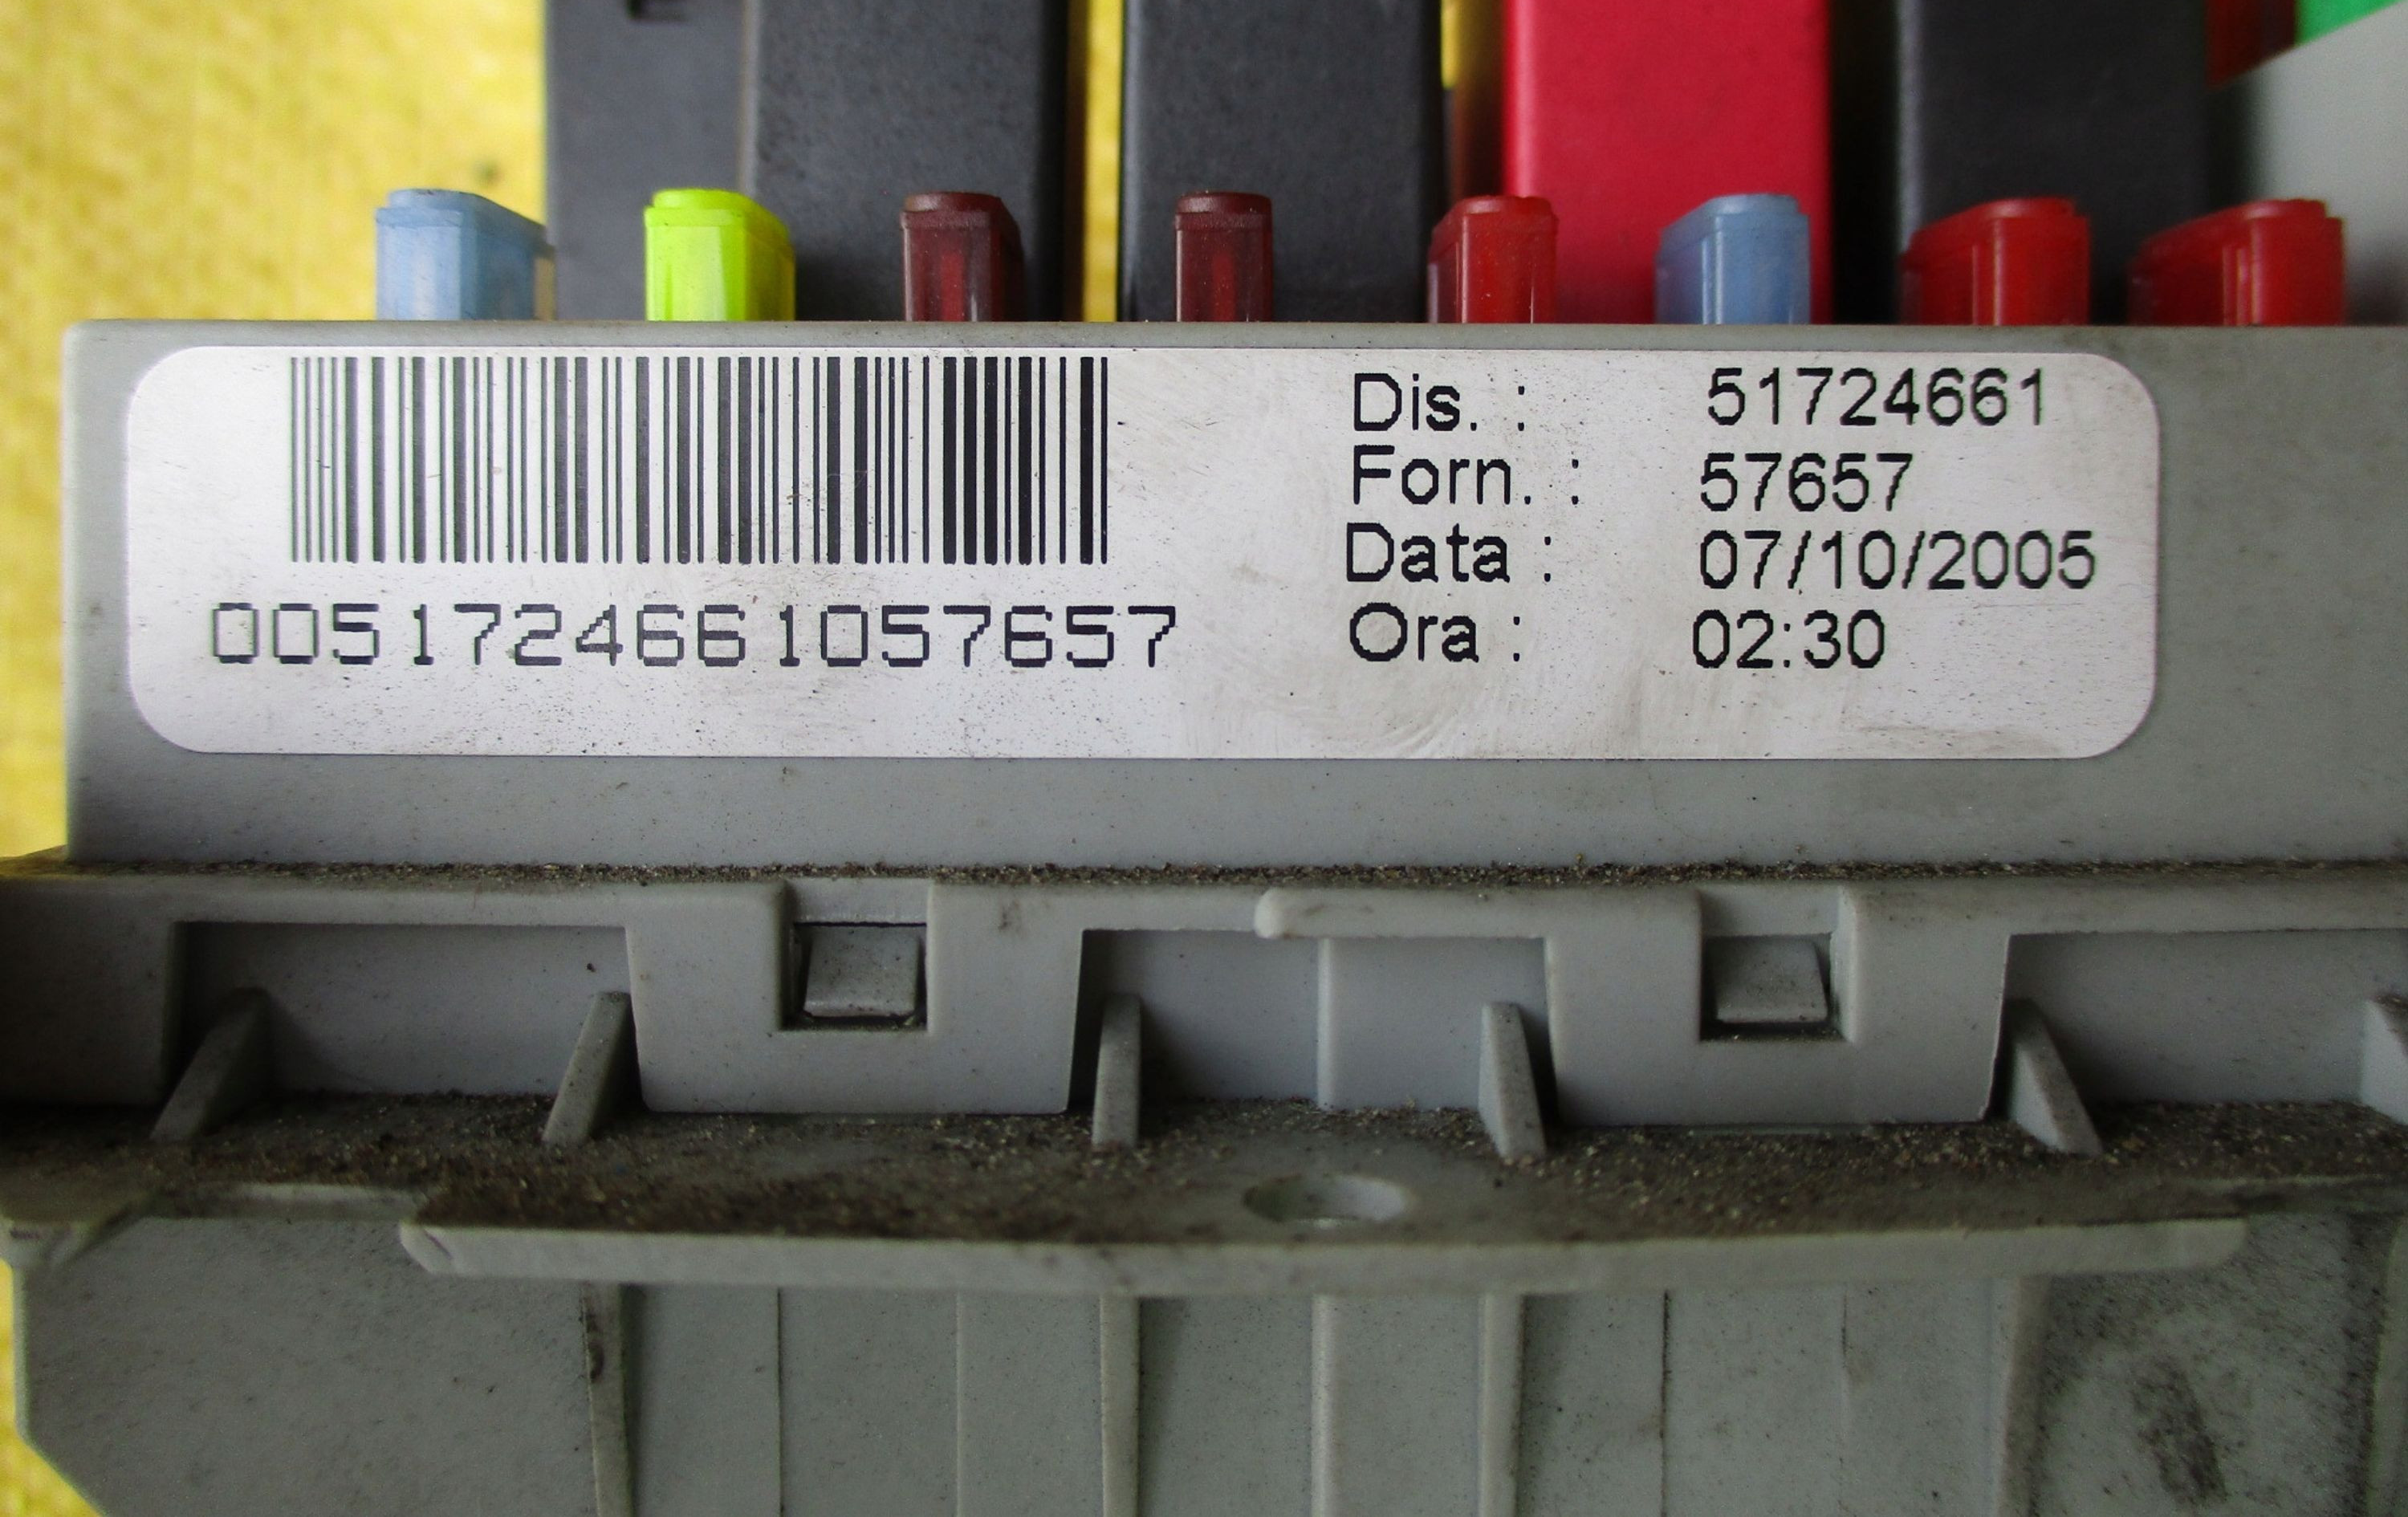 0051724661057657
Dis. : 51724661
Forn. : 57657
Data : 07/10/2005
Ora : 02:30